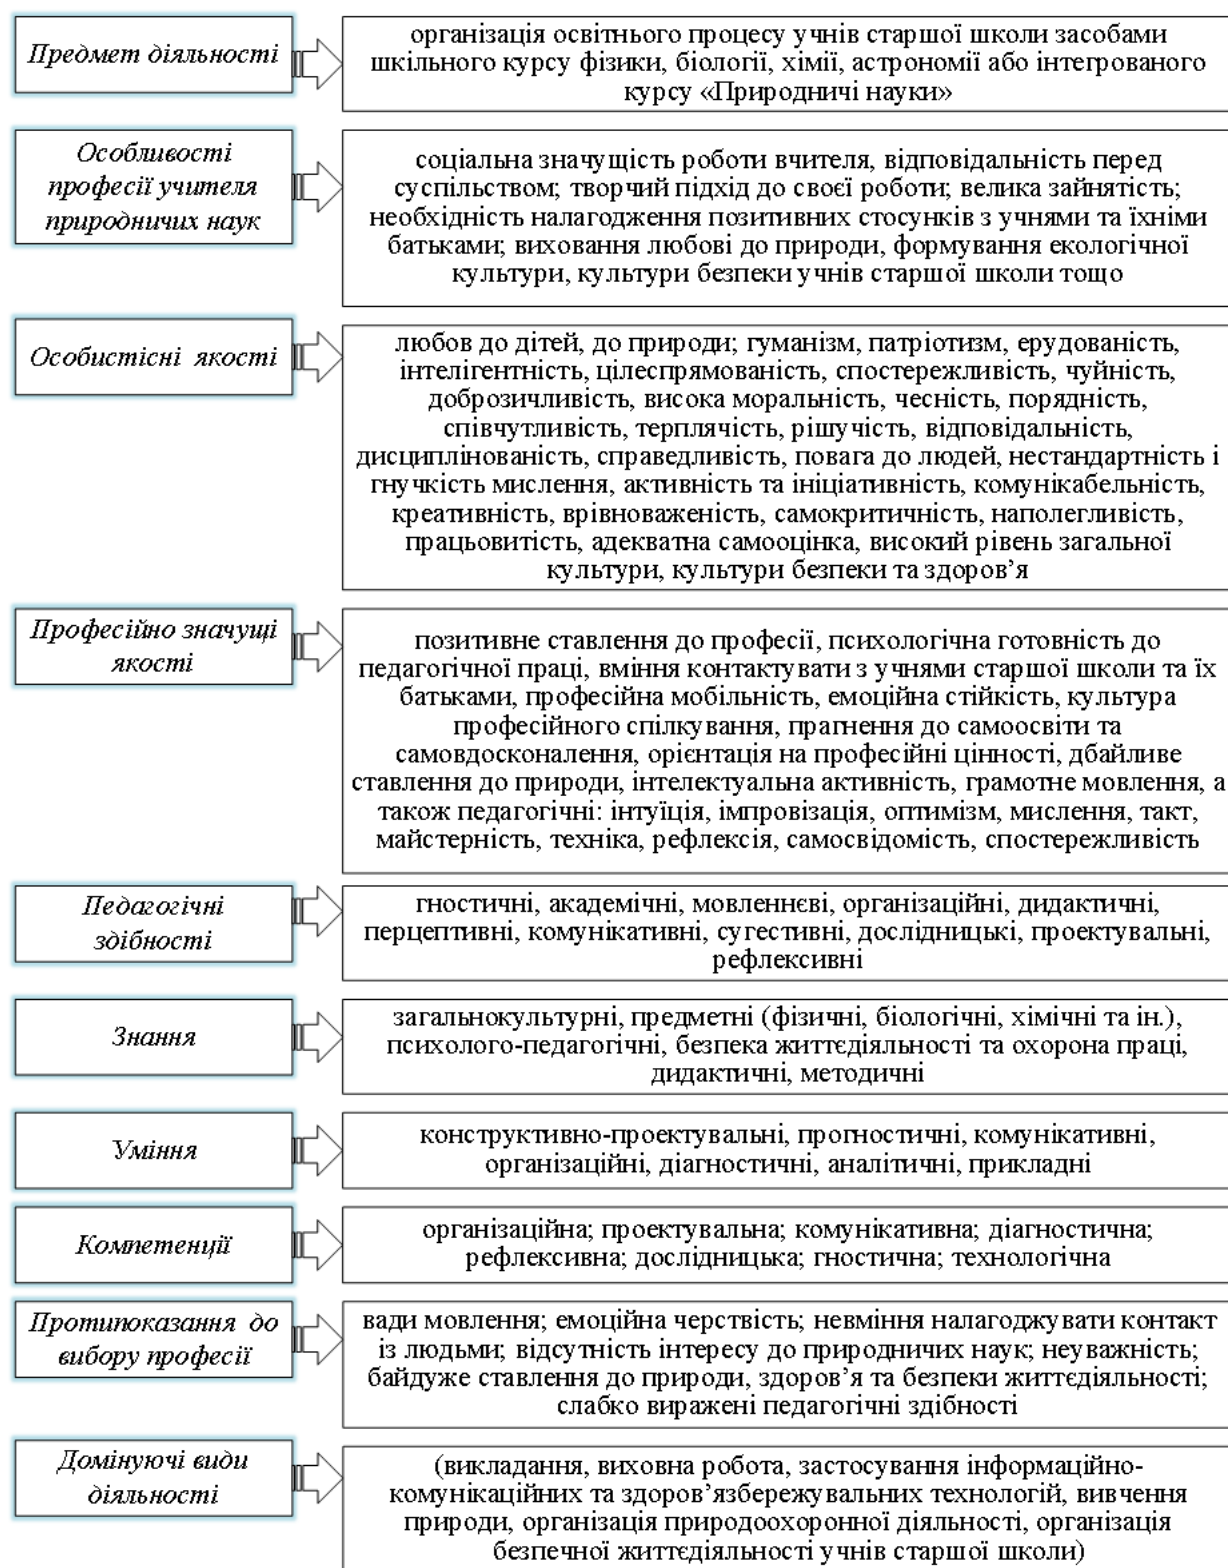 Предмет діяльності
організація освітнього процесу учнів старшої школи засобами
шкільного курсу фізики, біології, хімії, астрономії або інтегрованого
курсу «Природничі науки»
Особливості
професії учителя
природничих наук
соціальна значущість роботи вчителя, відповідальність перед
суспільством; творчий підхід до своєї роботи; велика зайнятість;
необхідність налагодження позитивних стосунків з учнями та їхніми
батьками; виховання любові до природи, формування екологічної
культури, культури безпеки учнів старшої школи тощо
Особистісні якості
любов до дітей, до природи; гуманізм, патріотизм, ерудованість,
інтелігентність, цілеспрямованість, спостережливість, чуйність,
доброзичливість, висока моральність, чесність, порядність,
співчутливість, терплячість, рішучість, відповідальність,
дисциплінованість, справедливість, повага до людей, нестандартність і
гнучкість мислення, активність та ініціативність, комунікабельність,
креативність, врівноваженість, самокритичність, наполегливість,
працьовитість, адекватна самооцінка, високий рівень загальної
культури, культури безпеки та здоров’я
Професійно значущі
якості
позитивне ставлення до професії, психологічна готовність до
педагогічної праці, вміння контактувати з учнями старшої школи та їх
батьками, професійна мобільність, емоційна стійкість, культура
професійного спілкування, прагнення до самоосвіти та
самовдосконалення, орієнтація на професійні цінності, дбайливе
ставлення до природи, інтелектуальна активність, грамотне мовлення, а
також педагогічні: інтуїція, імпровізація, оптимізм, мислення, такт,
майстерність, техніка, рефлексія, самосвідомість, спостережливість
Педагогічні
здібності
гностичні, академічні, мовленнєві, організаційні, дидактичні,
перцептивні, комунікативні, сугестивні, дослідницькі, проектувальні,
рефлексивні
Знання
загальнокультурні, предметні (фізичні, біологічні, хімічні та ін.),
психолого-педагогічні, безпека життєдіяльності та охорона праці,
дидактичні, методичні
Уміння
конструктивно-проектувальні, прогностичні, комунікативні,
організаційні, діагностичні, аналітичні, прикладні
Компетенції
організаційна; проектувальна; комунікативна; діагностична;
рефлексивна; дослідницька; гностична; технологічна
Протипоказання до
вибору професії
вади мовлення; емоційна черствість; невміння налагоджувати контакт
із людьми; відсутність інтересу до природничих наук; неуважність;
байдуже ставлення до природи, здоров’я та безпеки життєдіяльності;
слабко виражені педагогічні здібності
Домінуючі види
діяльності
(викладання, виховна робота, застосування інформаційно-
комунікаційних та здоров’язбережувальних технологій, вивчення
природи, організація природоохоронної діяльності, організація
безпечної життєдіяльності учнів старшої школи)